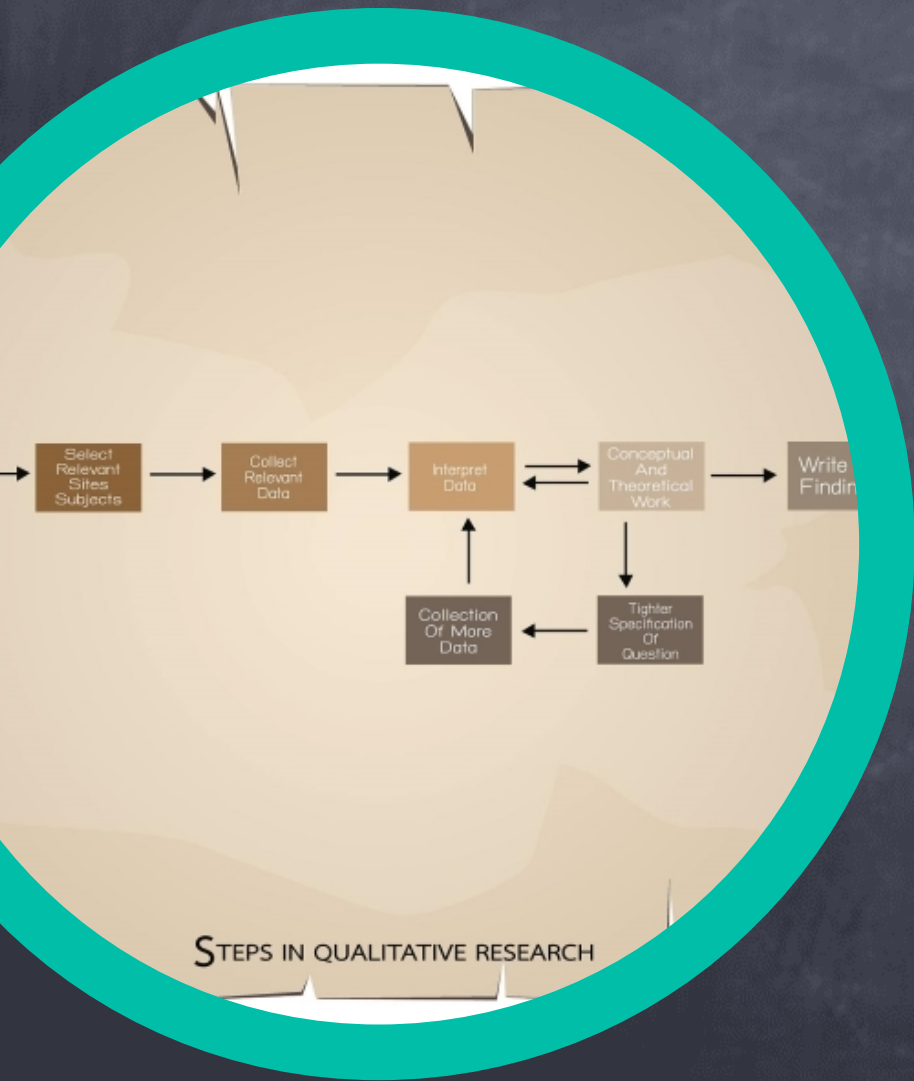 Select
Relevant
Sites
Subjects
Collect
Relevant
Data
Interpret
Data
Conceptual
And
Theoretical
Work
Write
Collection
Of More
Data
Tighter
Specification
Of
Question
STEPS IN QUALITATIVE RESEARCH